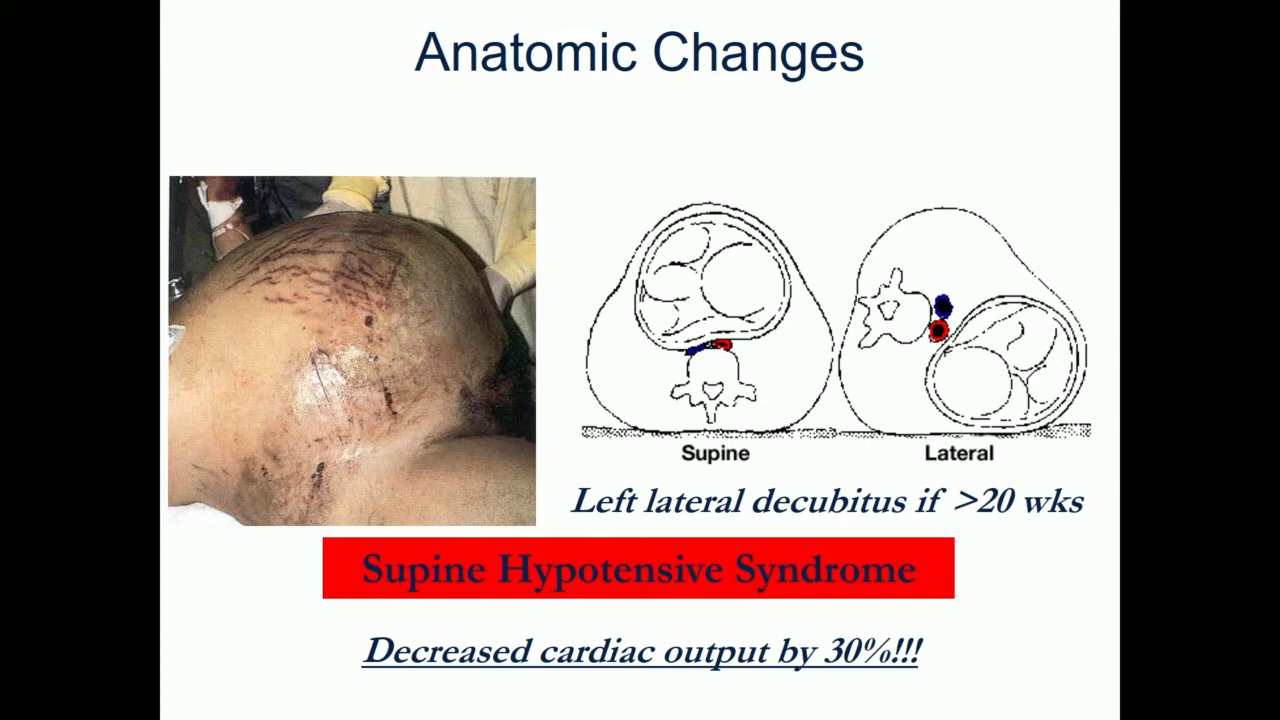 Anatomic Changes
Supine
Lateral
Left lateral decubitus if >20 wks
Supine Hypotensive Syndrome
Decreased cardiac output by 30%!!!